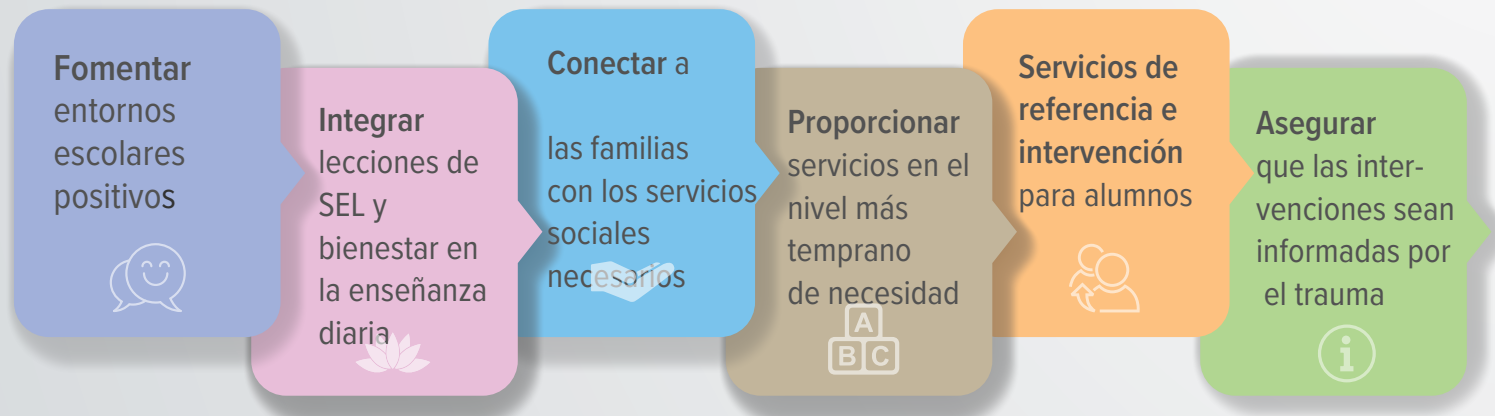 Fomentar
entornos
escolares
positivos
Integrar
lecciones de
SEL y
bienestar en
la enseñanza
diaria
Conectar a
las familias
con los servicios
sociales
necesarios
Proporcionar
servicios en el
nivel más
temprano
de necesidad
A
B C
Servicios de
referencia e
intervención
para alumnos
Asegurar
que las inter-
venciones sean
informadas por
el trauma
i